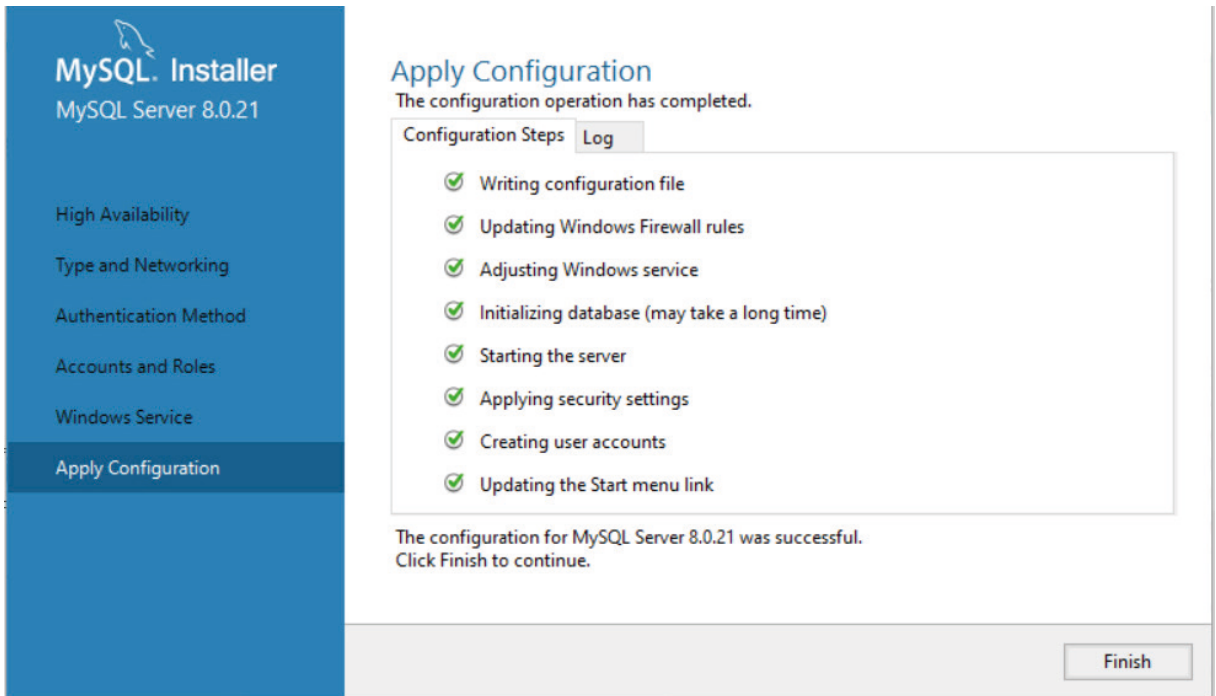 MySQL. Installer
MySQL Server 8.0.21
High Availability
Type and Networking
Authentication Method
Accounts and Roles
Windows Service
Apply Configuration
Apply Configuration
The configuration operation has completed.
Configuration Steps
Log
Writing configuration file
Updating Windows Firewall rules
Adjusting Windows service
Initializing database (may take a long time)
Starting the server
Applying security settings
Creating user accounts
Updating the Start menu link
The configuration for MySQL Server 8.0.21 was successful.
Click Finish to continue.
Finish